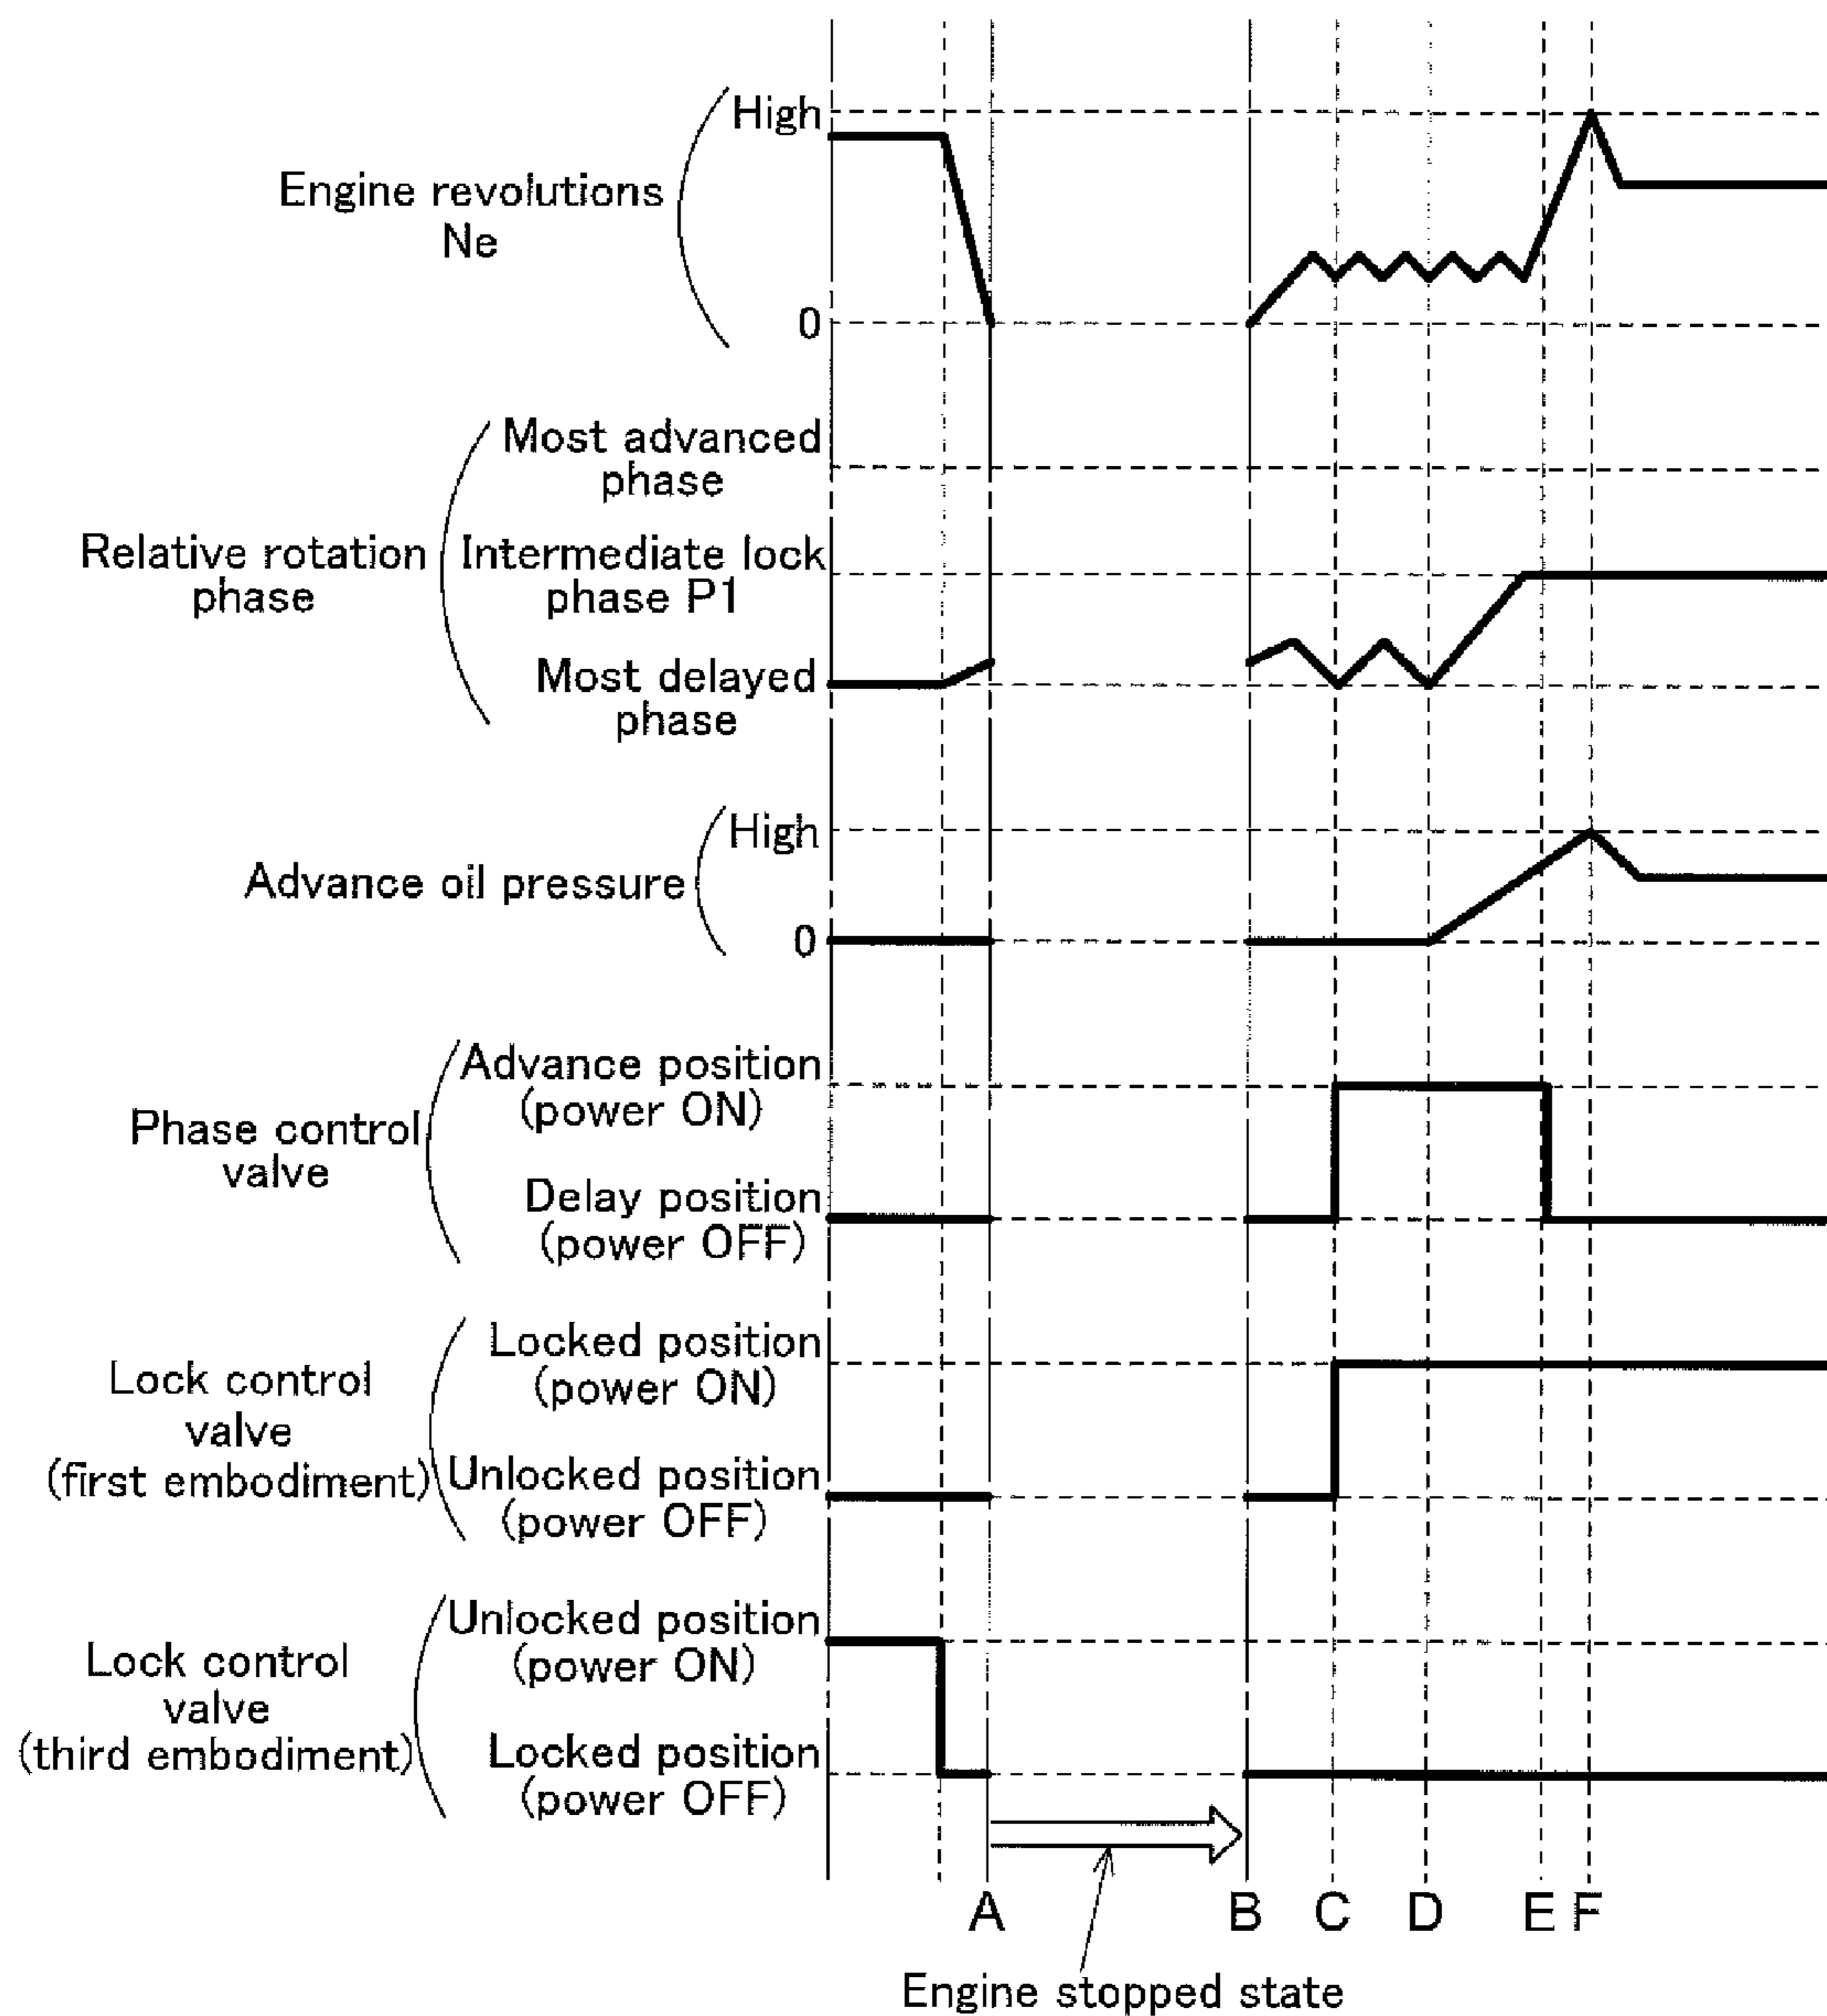 Engine revolutions
Ne
High
0
Relative rotation
phase
Most advanced
phase
Intermediate lock
phase P1
Most delayed
phase
Advance oil pressure
High
0
Phase control
valve
Advance position
(power ON)
Delay position
(power OFF)
Lock control
valve
(first embodiment)
Locked position
(power ON)
Unlocked position
(power OFF)
Lock control
valve
(third embodiment)
Unlocked position
(power ON)
Locked position
(power OFF)
A B C D E F
Engine stopped state